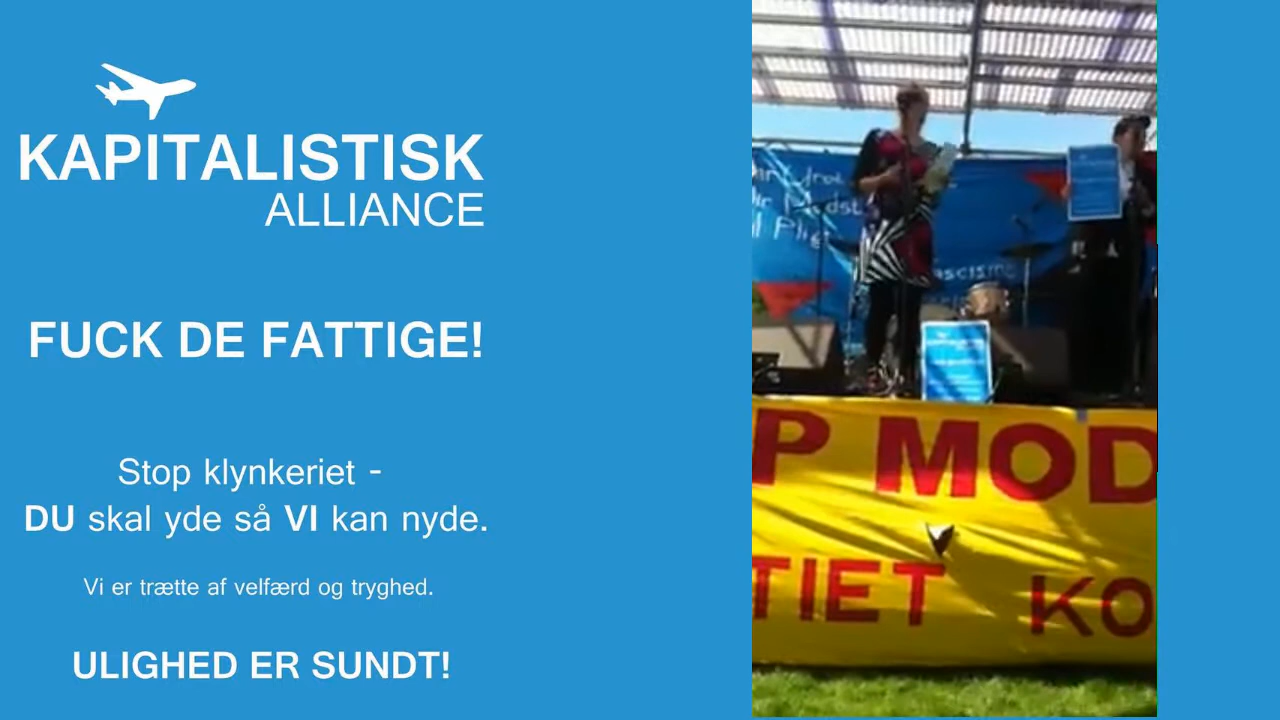 KAPITALISTISK
ALLIANCE
FUCK DE FATTIGE!
Stop klynkeriet -
DU skal yde så VI kan nyde.
Vi er trætte af velfærd og tryghed.
ULIGHED ER SUNDT!
KAPITALISTISK
P MOD
TIET KO